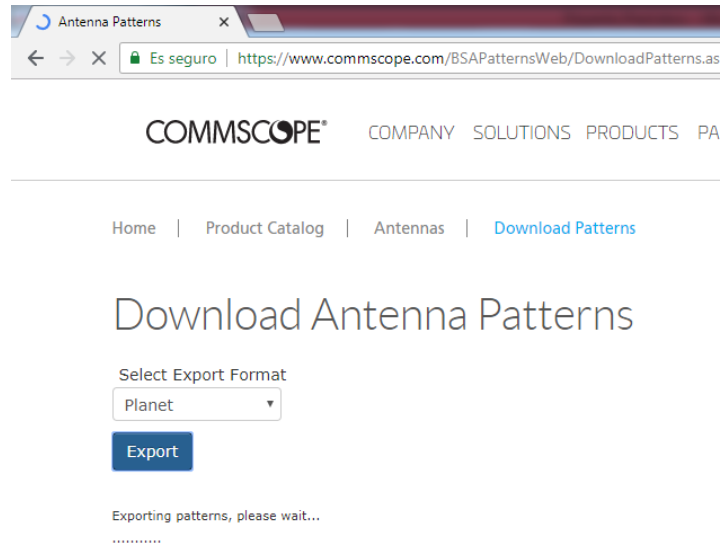 Antenna Patterns
Es seguro | https://www.commscope.com/BSAPatternsWeb/DownloadPatterns.as
COMMSCOPE® COMPANY SOLUTIONS PRODUCTS PA
Home | Product Catalog | Antennas | Download Patterns
Download Antenna Patterns
Select Export Format
Planet
Export
Exporting patterns, please wait...
...........